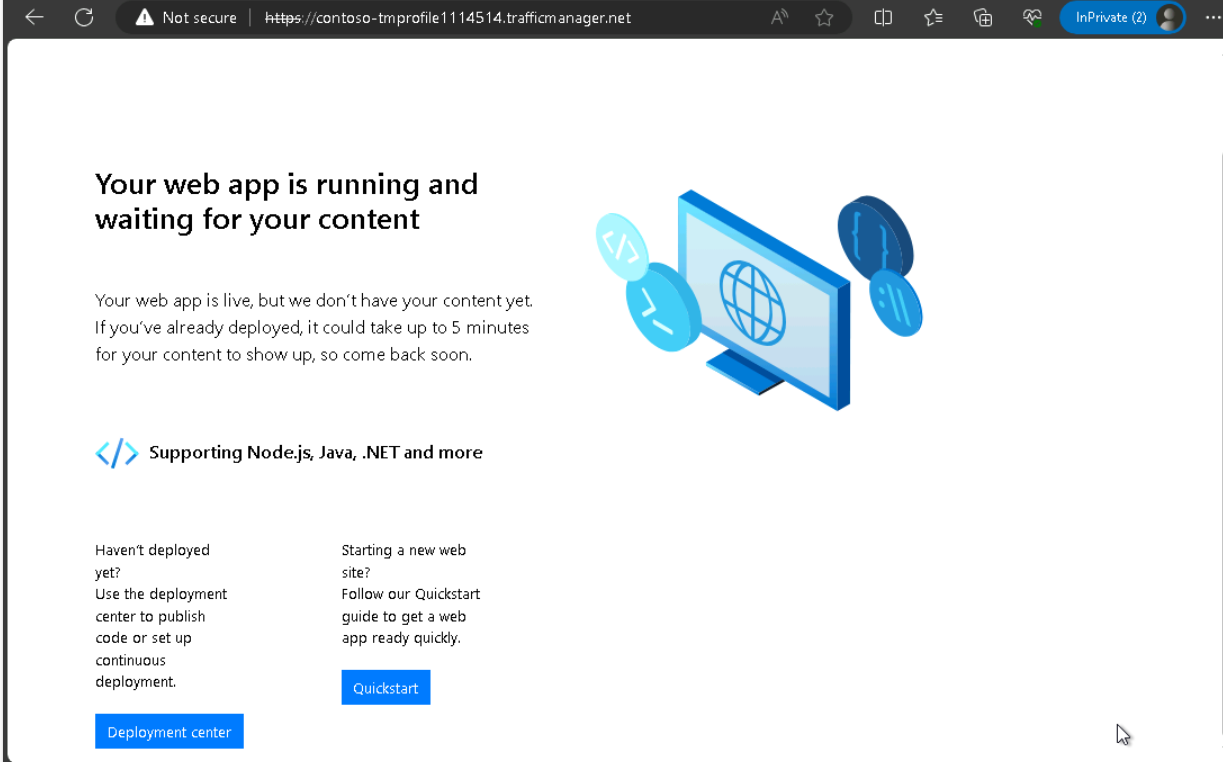 Not secure https://contoso-tmprofile1114514.trafficmanager.net InPrivate (2)
Your web app is running and
waiting for your content
Your web app is live, but we don't have your content yet.
If you've already deployed, it could take up to 5 minutes
for your content to show up, so come back soon.
Supporting Node.js, Java, .NET and more
Haven't deployed
yet?
Use the deployment
center to publish
code or set up
continuous
deployment.
Deployment center
Starting a new web
site?
Follow our Quickstart
guide to get a web
app ready quickly.
Quickstart